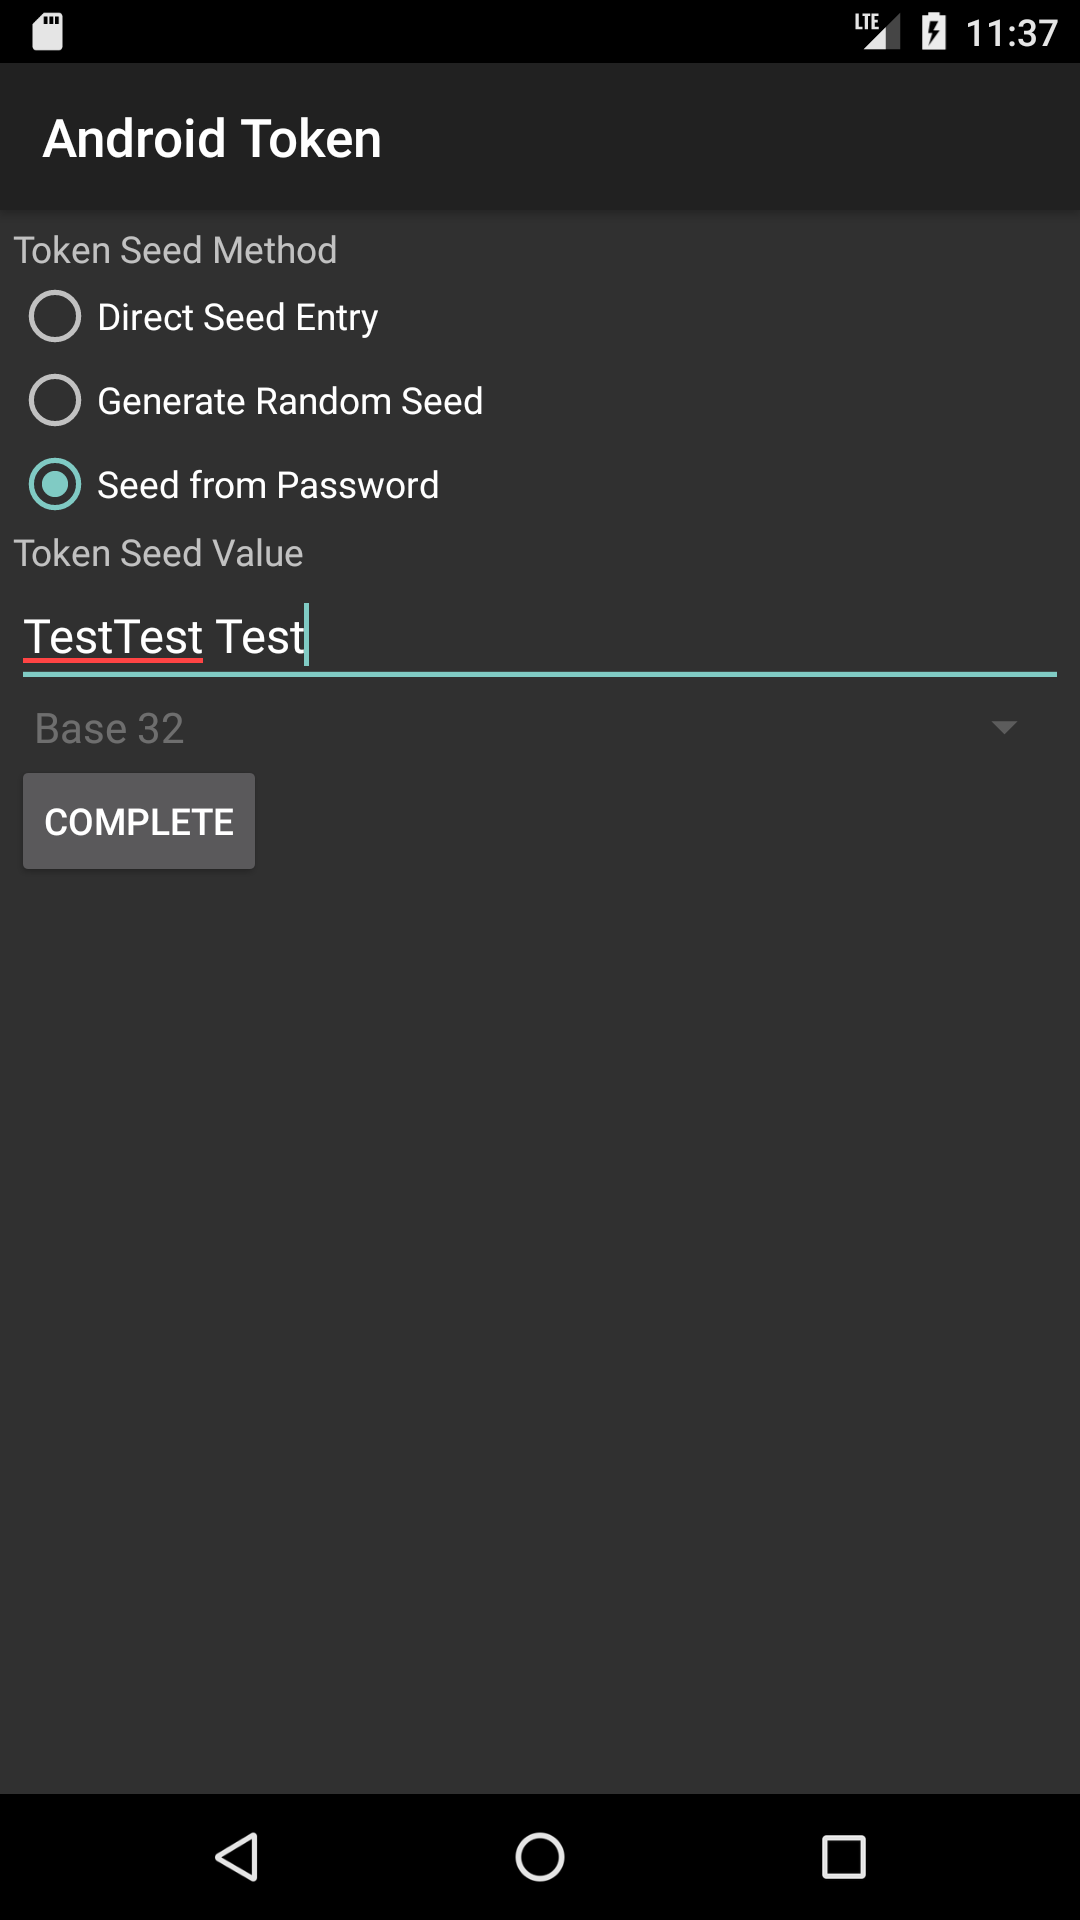 LTE 11:37
Android Token
Token Seed Method
Direct Seed Entry
Generate Random Seed
Seed from Password
Token Seed Value
TestTest Test
Base 32
COMPLETE